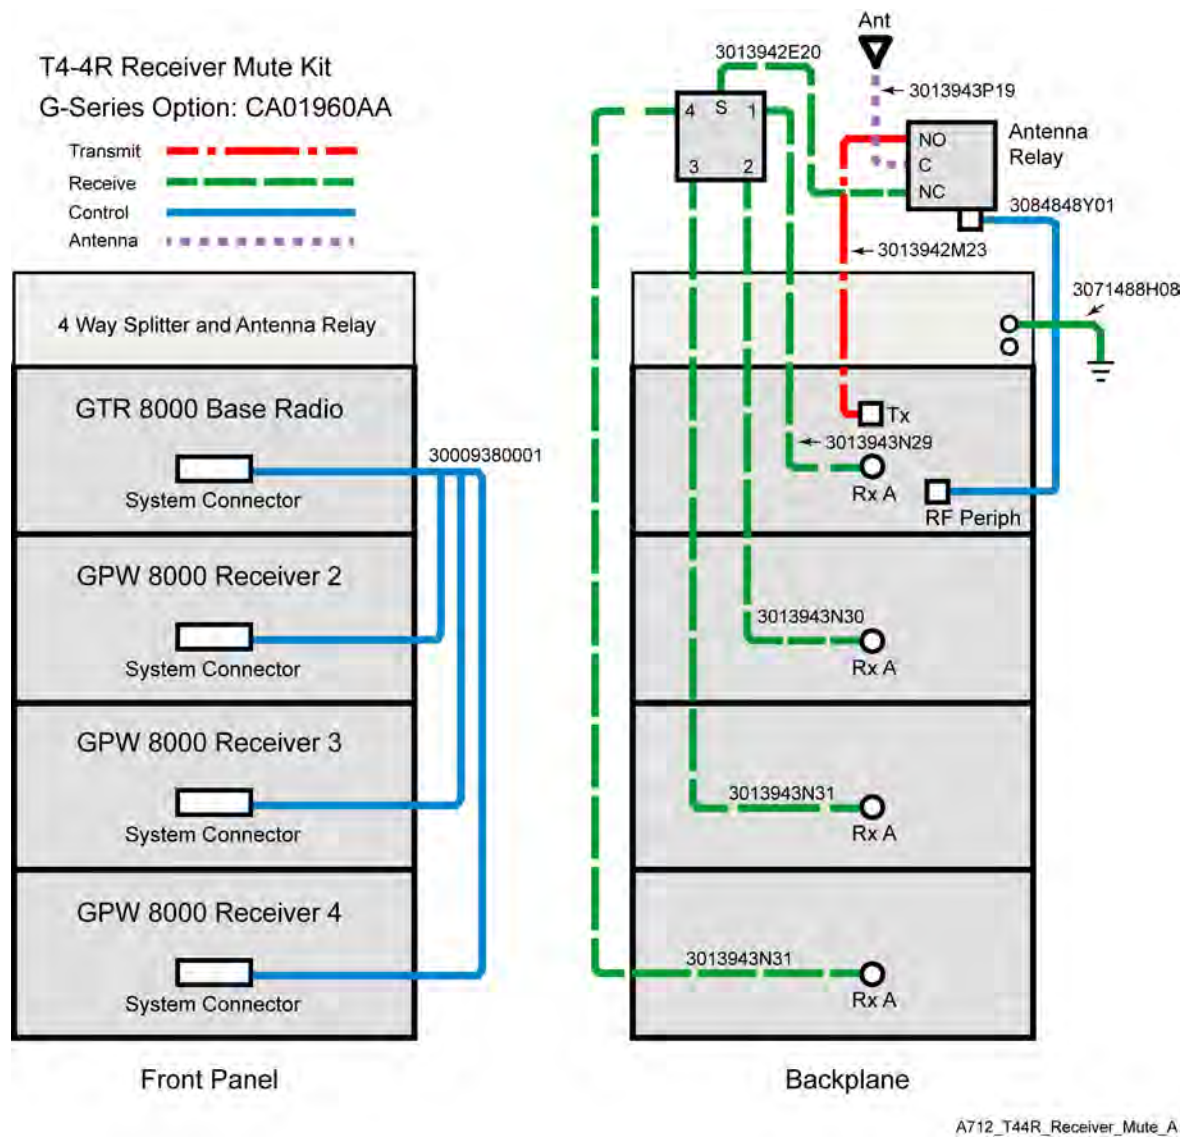 T4-4R Receiver Mute Kit
G-Series Option: CA01960AA
Transmit
Receive
Control
Antenna
4 Way Splitter and Antenna Relay
GTR 8000 Base Radio
System Connector
30009380001
GPW 8000 Receiver 2
System Connector
GPW 8000 Receiver 3
System Connector
GPW 8000 Receiver 4
System Connector
Front Panel
Ant
3013942E20
3013943P19
4 S 1
3 2
NO
C
NC
Antenna
Relay
3084848Y01
3013942M23
3071488H08
Tx
3013943N29
Rx A
RF Periph
3013943N30
Rx A
3013943N31
Rx A
3013943N31
Rx A
Backplane
A712_T44R_Receiver_Mute_A